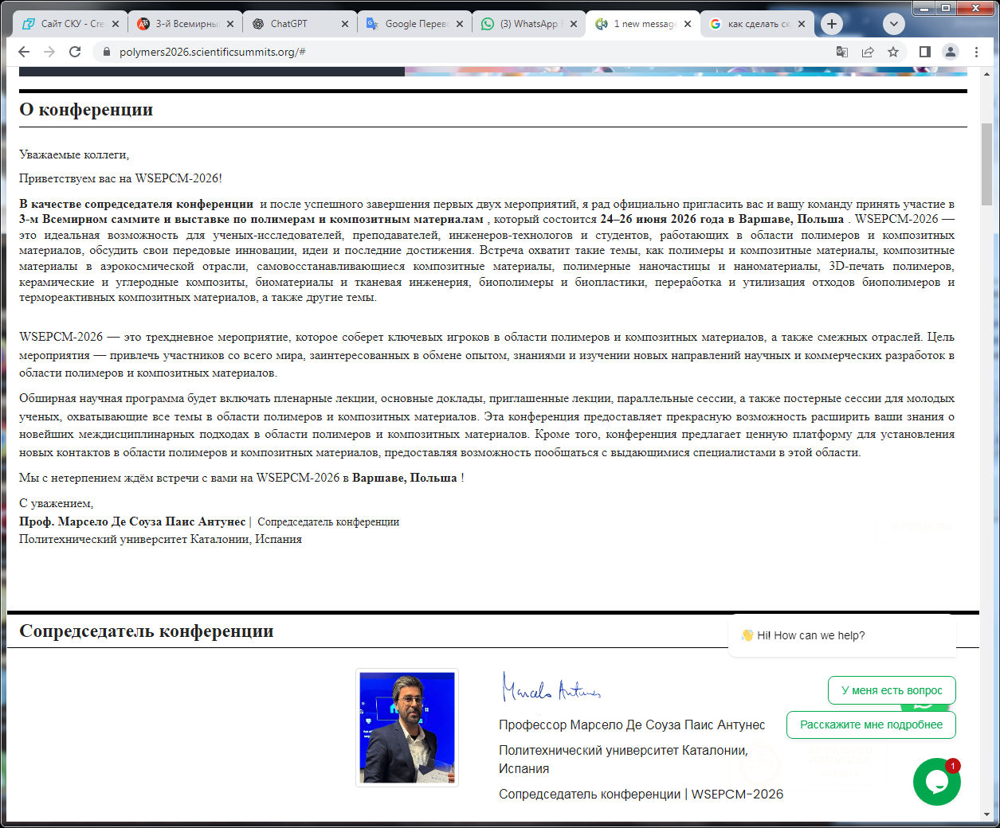 Сайт СКУ - Cre
3-й Всемирны
ChatGPT
Google Перев
(3) WhatsApp
1 new message
как сделать ск
polymers2026.scientificsummits.org/#
О конференции
Уважаемые коллеги,
Приветствуем вас на WSEPCM-2026!
В качестве сопредседателя конференции и после успешного завершения первых двух мероприятий, я рад официально пригласить вас и вашу команду принять участие в
3-м Всемирном саммите и выставке по полимерам и композитным материалам , который состоится 24–26 июня 2026 года в Варшаве, Польша . WSEPCM-2026 —
это идеальная возможность для ученых-исследователей, преподавателей, инженеров-технологов и студентов, работающих в области полимеров и композитных
материалов, обсудить свои передовые инновации, идеи и последние достижения. Встреча охватит такие темы, как полимеры и композитные материалы, композитные
материалы в аэрокосмической отрасли, самовосстанавливающиеся композитные материалы, полимерные наночастицы и наноматериалы, 3D-печать полимеров,
керамические и углеродные композиты, биоматериалы и тканевая инженерия, биополимеры и биопластики, переработка и утилизация отходов биополимеров и
термореактивных композитных материалов, а также другие темы.
WSEPCM-2026 — это трехдневное мероприятие, которое соберет ключевых игроков в области полимеров и композитных материалов, а также смежных отраслей. Цель
мероприятия — привлечь участников со всего мира, заинтересованных в обмене опытом, знаниями и изучении новых направлений научных и коммерческих разработок в
области полимеров и композитных материалов.
Обширная научная программа будет включать пленарные лекции, основные доклады, приглашенные лекции, параллельные сессии, а также постерные сессии для молодых
ученых, охватывающие все темы в области полимеров и композитных материалов. Эта конференция предоставляет прекрасную возможность расширить ваши знания о
новейших междисциплинарных подходах в области полимеров и композитных материалов. Кроме того, конференция предлагает ценную платформу для установления
новых контактов в области полимеров и композитных материалов, предоставляя возможность пообщаться с выдающимися специалистами в этой области.
Мы с нетерпением ждём встречи с вами на WSEPCM-2026 в Варшаве, Польша !
С уважением,
Проф. Марсело Де Соуза Паис Антунес | Сопредседатель конференции
Политехнический университет Каталонии, Испания
Сопредседатель конференции
👋 Hi! How can we help?
Marcelo Antunes
У меня есть вопрос
Профессор Марсело Де Соуза Паис Антунес
Расскажите мне подробнее
Политехнический университет Каталонии,
Испания
1
Сопредседатель конференции | WSEPCM-2026